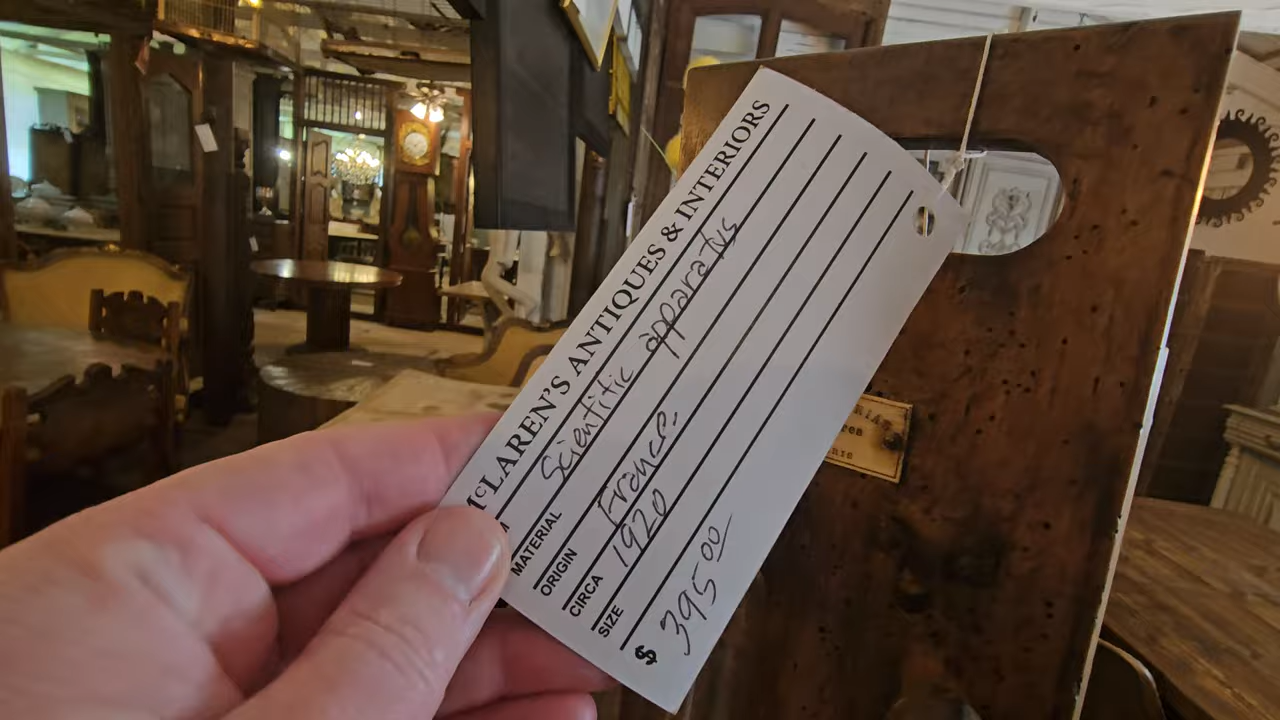 McLAREN'S ANTIQUES & INTERIORS
Scientific apparatus
MATERIAL
ORIGIN France
CIRCA 1920
SIZE
$ 395.00